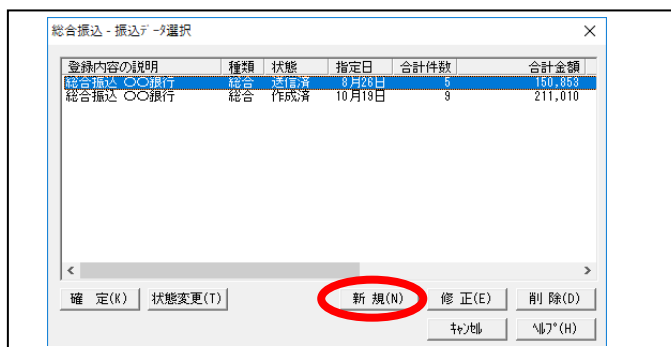 総合振込 - 振込ﾃﾞｰﾀ選択
登録内容の説明 種類 状態 指定日 合計件数 合計金額
総合振込 〇〇銀行 総合 送信済 8月26日 5 150,853
総合振込 〇〇銀行 総合 作成済 10月19日 9 211,010
確 定(K) 状態変更(T) 新 規(N) 修 正(E) 削 除(D)
ｷｬﾝｾﾙ ﾍﾙﾌﾟ(H)